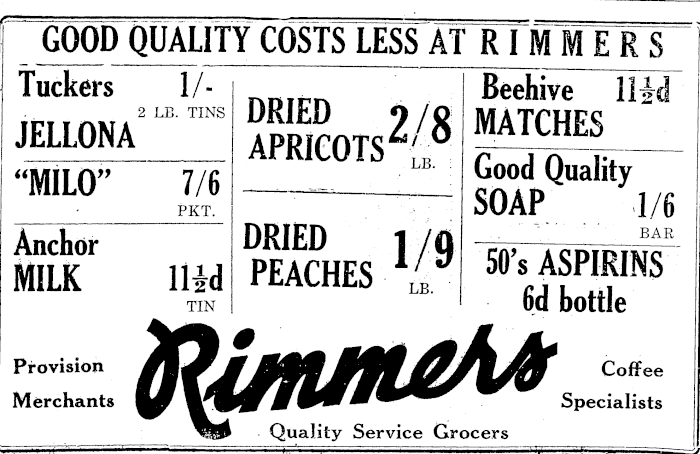 GOOD QUALITY COSTS LESS AT RIMMERS
Tuckers 1/-
2 LB. TINS
JELLONA
"MILO" 7/6
PKT.
Anchor
MILK 11½d
TIN
DRIED
APRICOTS 2/8
LB.
DRIED
PEACHES 1/9
LB.
Beehive 11½d
MATCHES
Good Quality
SOAP 1/6
BAR
50's ASPIRINS
6d bottle
Provision
Merchants
Rimmers
Coffee
Specialists
Quality Service Grocers